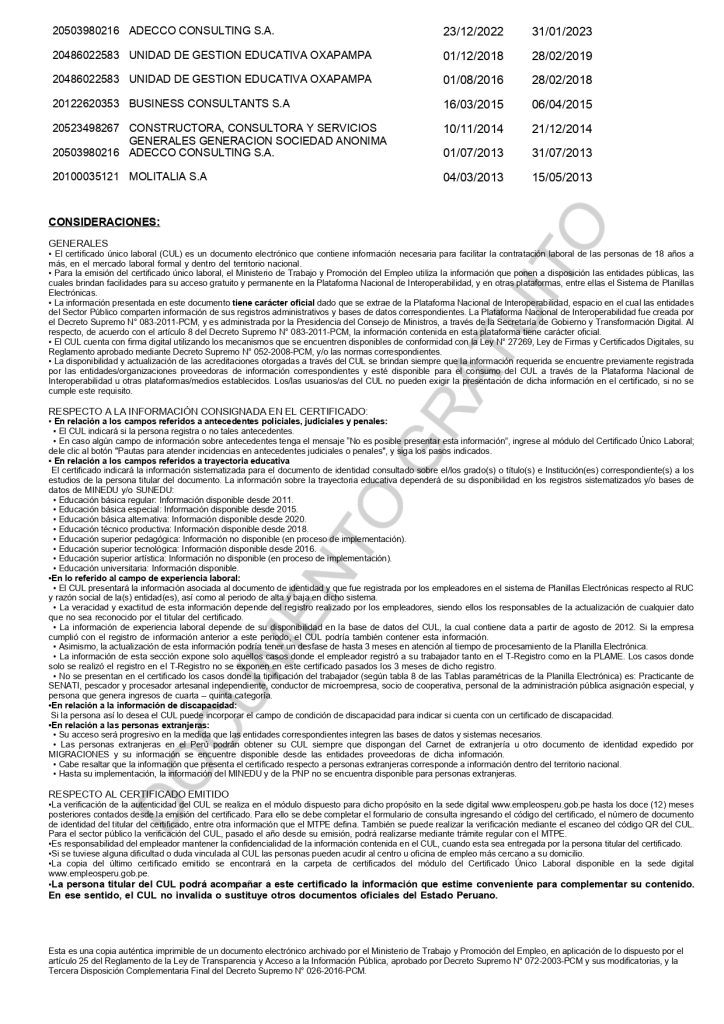 20503980216 ADECCO CONSULTING S.A. 23/12/2022 31/01/2023
20486022583 UNIDAD DE GESTION EDUCATIVA OXAPAMPA 01/12/2018 28/02/2019
20486022583 UNIDAD DE GESTION EDUCATIVA OXAPAMPA 01/08/2016 28/02/2018
20122620353 BUSINESS CONSULTANTS S.A 16/03/2015 06/04/2015
20523498267 CONSTRUCTORA, CONSULTORA Y SERVICIOS 10/11/2014 21/12/2014
GENERALES GENERACION SOCIEDAD ANONIMA
20503980216 ADECCO CONSULTING S.A. 01/07/2013 31/07/2013
20100035121 MOLITALIA S.A 04/03/2013 15/05/2013
CONSIDERACIONES:
GENERALES
• El certificado único laboral (CUL) es un documento electrónico que contiene información necesaria para facilitar la contratación laboral de las personas de 18 años a
más, en el mercado laboral formal y dentro del territorio nacional.
• Para la emisión del certificado único laboral, el Ministerio de Trabajo y Promoción del Empleo utiliza la información que ponen a disposición las entidades públicas, las
cuales brindan facilidades para su acceso gratuito y permanente en la Plataforma Nacional de Interoperabilidad, y en otras plataformas, entre ellas el Sistema de Planillas
Electrónicas.
• La información presentada en este documento tiene carácter oficial dado que se extrae de la Plataforma Nacional de Interoperabilidad, espacio en el cual las entidades
del Sector Público comparten información de sus registros administrativos y bases de datos correspondientes. La Plataforma Nacional de Interoperabilidad fue creada por
el Decreto Supremo N° 083-2011-PCM, y es administrada por la Presidencia del Consejo de Ministros, a través de la Secretaría de Gobierno y Transformación Digital. Al
respecto, de acuerdo con el artículo 8 del Decreto Supremo N° 083-2011-PCM, la información contenida en esta plataforma tiene carácter oficial.
• El CUL cuenta con firma digital utilizando los mecanismos que se encuentren disponibles de conformidad con la Ley N° 27269, Ley de Firmas y Certificados Digitales, su
Reglamento aprobado mediante Decreto Supremo N° 052-2008-PCM, y/o las normas correspondientes.
• La disponibilidad y actualización de las acreditaciones otorgadas a través del CUL se brindan siempre que la información requerida se encuentre previamente registrada
por las entidades/organizaciones proveedoras de información correspondientes y esté disponible para el consumo del CUL a través de la Plataforma Nacional de
Interoperabilidad u otras plataformas/medios establecidos. Los/las usuarios/as del CUL no pueden exigir la presentación de dicha información en el certificado, si no se
cumple este requisito.
RESPECTO A LA INFORMACIÓN CONSIGNADA EN EL CERTIFICADO:
• En relación a los campos referidos a antecedentes policiales, judiciales y penales:
• El CUL indicará si la persona registra o no tales antecedentes.
• En caso algún campo de información sobre antecedentes tenga el mensaje "No es posible presentar esta información", ingrese al módulo del Certificado Único Laboral;
dele clic al botón "Pautas para atender incidencias en antecedentes judiciales o penales", y siga los pasos indicados.
• En relación a los campos referidos a trayectoria educativa
El certificado indicará la información sistematizada para el documento de identidad consultado sobre el/los grado(s) o título(s) e Institución(es) correspondiente(s) a los
estudios de la persona titular del documento. La información sobre la trayectoria educativa dependerá de su disponibilidad en los registros sistematizados y/o bases de
datos de MINEDU y/o SUNEDU:
• Educación básica regular: Información disponible desde 2011.
• Educación básica especial: Información disponible desde 2015.
• Educación básica alternativa: Información disponible desde 2020.
• Educación técnico productiva: Información disponible desde 2018.
• Educación superior pedagógica: Información no disponible (en proceso de implementación).
• Educación superior tecnológica: Información disponible desde 2016.
• Educación superior artística: Información no disponible (en proceso de implementación).
• Educación universitaria: Información disponible.
•En lo referido al campo de experiencia laboral:
• El CUL presentará la información asociada al documento de identidad y que fue registrada por los empleadores en el sistema de Planillas Electrónicas respecto al RUC
y razón social de la(s) entidad(es), así como al periodo de alta y baja en dicho sistema.
• La veracidad y exactitud de esta información depende del registro realizado por los empleadores, siendo ellos los responsables de la actualización de cualquier dato
que no sea reconocido por el titular del certificado.
• La información de experiencia laboral depende de su disponibilidad en la base de datos del CUL, la cual contiene data a partir de agosto de 2012. Si la empresa
cumplió con el registro de información anterior a este periodo, el CUL podría también contener esta información.
• Asimismo, la actualización de esta información podría tener un desfase de hasta 3 meses en atención al tiempo de procesamiento de la Planilla Electrónica.
• La información de esta sección expone solo aquellos casos donde el empleador registró a su trabajador tanto en el T-Registro como en la PLAME. Los casos donde
solo se realizó el registro en el T-Registro no se exponen en este certificado pasados los 3 meses de dicho registro.
• No se presentan en el certificado los casos donde la tipificación del trabajador (según tabla 8 de las Tablas paramétricas de la Planilla Electrónica) es: Practicante de
SENATI, pescador y procesador artesanal independiente, conductor de microempresa, socio de cooperativa, personal de la administración pública asignación especial, y
persona que genera ingresos de cuarta – quinta categoría.
•En relación a la información de discapacidad:
Si la persona así lo desea el CUL puede incorporar el campo de condición de discapacidad para indicar si cuenta con un certificado de discapacidad.
•En relación a las personas extranjeras:
• Su acceso será progresivo en la medida que las entidades correspondientes integren las bases de datos y sistemas necesarios.
• Las personas extranjeras en el Perú podrán obtener su CUL siempre que dispongan del Carnet de extranjería u otro documento de identidad expedido por
MIGRACIONES y su información se encuentre disponible desde las entidades proveedoras de dicha información.
• Cabe resaltar que la información que presenta el certificado respecto a personas extranjeras corresponde a información dentro del territorio nacional.
• Hasta su implementación, la información del MINEDU y de la PNP no se encuentra disponible para personas extranjeras.
RESPECTO AL CERTIFICADO EMITIDO
•La verificación de la autenticidad del CUL se realiza en el módulo dispuesto para dicho propósito en la sede digital www.empleosperu.gob.pe hasta los doce (12) meses
posteriores contados desde la emisión del certificado. Para ello se debe completar el formulario de consulta ingresando el código del certificado, el número de documento
de identidad del titular del certificado, entre otra información que el MTPE defina. También se puede realizar la verificación mediante el escaneo del código QR del CUL.
Para el sector público la verificación del CUL, pasado el año desde su emisión, podrá realizarse mediante trámite regular con el MTPE.
•Es responsabilidad del empleador mantener la confidencialidad de la información contenida en el CUL, cuando esta sea entregada por la persona titular del certificado.
•Si se tuviese alguna dificultad o duda vinculada al CUL las personas pueden acudir al centro u oficina de empleo más cercano a su domicilio.
•La copia del último certificado emitido se encontrará en la carpeta de certificados del módulo del Certificado Único Laboral disponible en la sede digital
www.empleosperu.gob.pe.
•La persona titular del CUL podrá acompañar a este certificado la información que estime conveniente para complementar su contenido.
En ese sentido, el CUL no invalida o sustituye otros documentos oficiales del Estado Peruano.
Esta es una copia auténtica imprimible de un documento electrónico archivado por el Ministerio de Trabajo y Promoción del Empleo, en aplicación de lo dispuesto por el
artículo 25 del Reglamento de la Ley de Transparencia y Acceso a la Información Pública, aprobado por Decreto Supremo N° 072-2003-PCM y sus modificatorias, y la
Tercera Disposición Complementaria Final del Decreto Supremo N° 026-2016-PCM.
DOCUMENTO GRATUITO